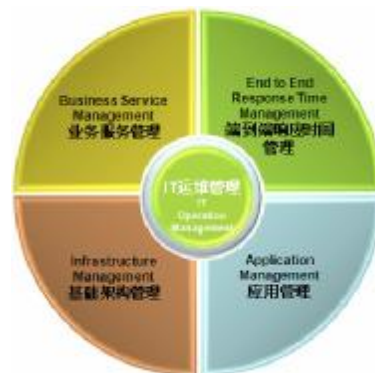 Business Service
Management
业务服务管理
End to End
Response Time
Management
端到端响应时间
管理
IT运维管理
IT
Operation
Management
Infrastructure
Management
基础架构管理
Application
Management
应用管理